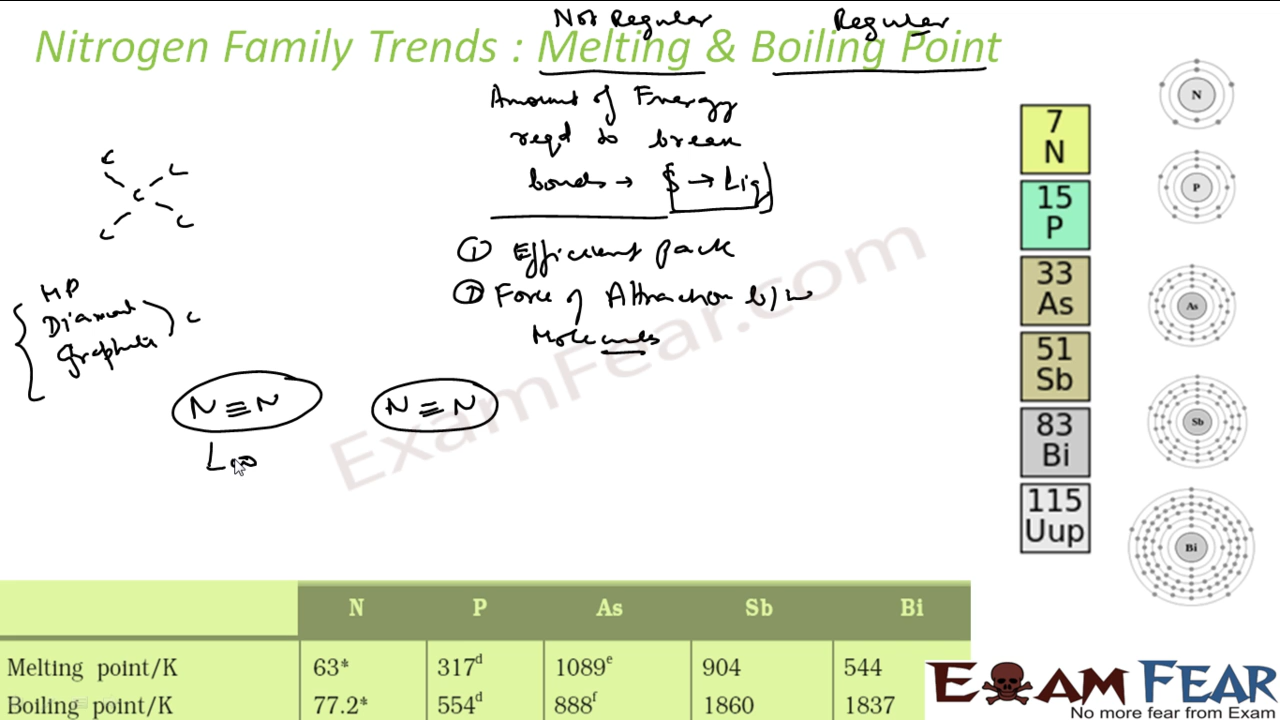 Not Regular
Regular
Nitrogen Family Trends : Melting & Boiling Point
Amount of Energy
reqd to break
bonds → S → Liq
① Efficient pack
② Force of Attraction b/w
Molecules
C
C
C
C
C
MP
Diamond
Graphite
C
N≡N
N≡N
7
N
15
P
33
As
51
Sb
83
Bi
115
Uup
N
P
As
Sb
Bi
ExamFear.com
N P As Sb Bi
Melting point/K 63* 317d 1089e 904 544
Boiling point/K 77.2* 554d 888f 1860 1837
EXAM FEAR
No more fear from Exam